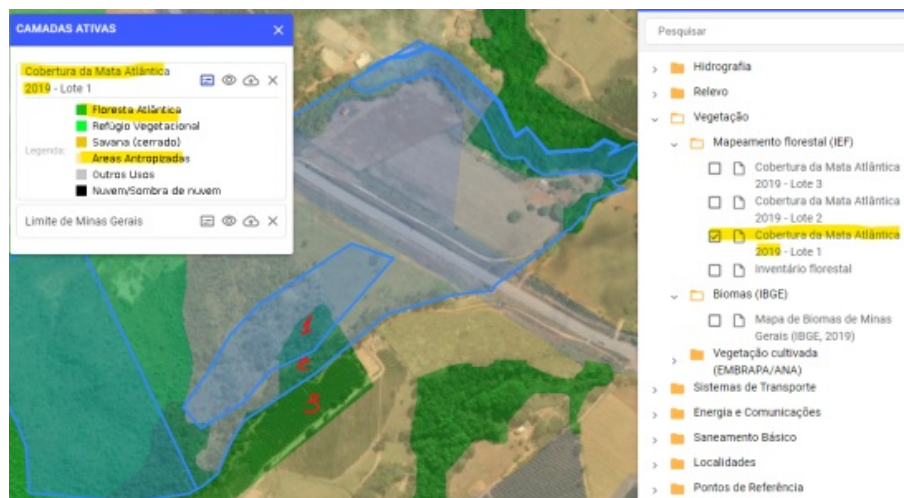 CAMADAS ATIVAS
Cobertura da Mata Atlântica
2019 - Lote 1
Legenda:
Floresta Atlântica
Refúgio Vegetacional
Savana (cerrado)
Áreas Antropizadas
Outros Usos
Nuvem/Sombra de nuvem
Limite de Minas Gerais
Pesquisar
Hidrografia
Relevo
Vegetação
Mapeamento florestal (IEF)
Cobertura da Mata Atlântica
2019 - Lote 3
Cobertura da Mata Atlântica
2019 - Lote 2
Cobertura da Mata Atlântica
2019 - Lote 1
Inventário florestal
Biomas (IBGE)
Mapa de Biomas de Minas
Gerais (IBGE, 2019)
Vegetação cultivada
(EMBRAPA/ANA)
Sistemas de Transporte
Energia e Comunicações
Saneamento Básico
Localidades
Pontos de Referência